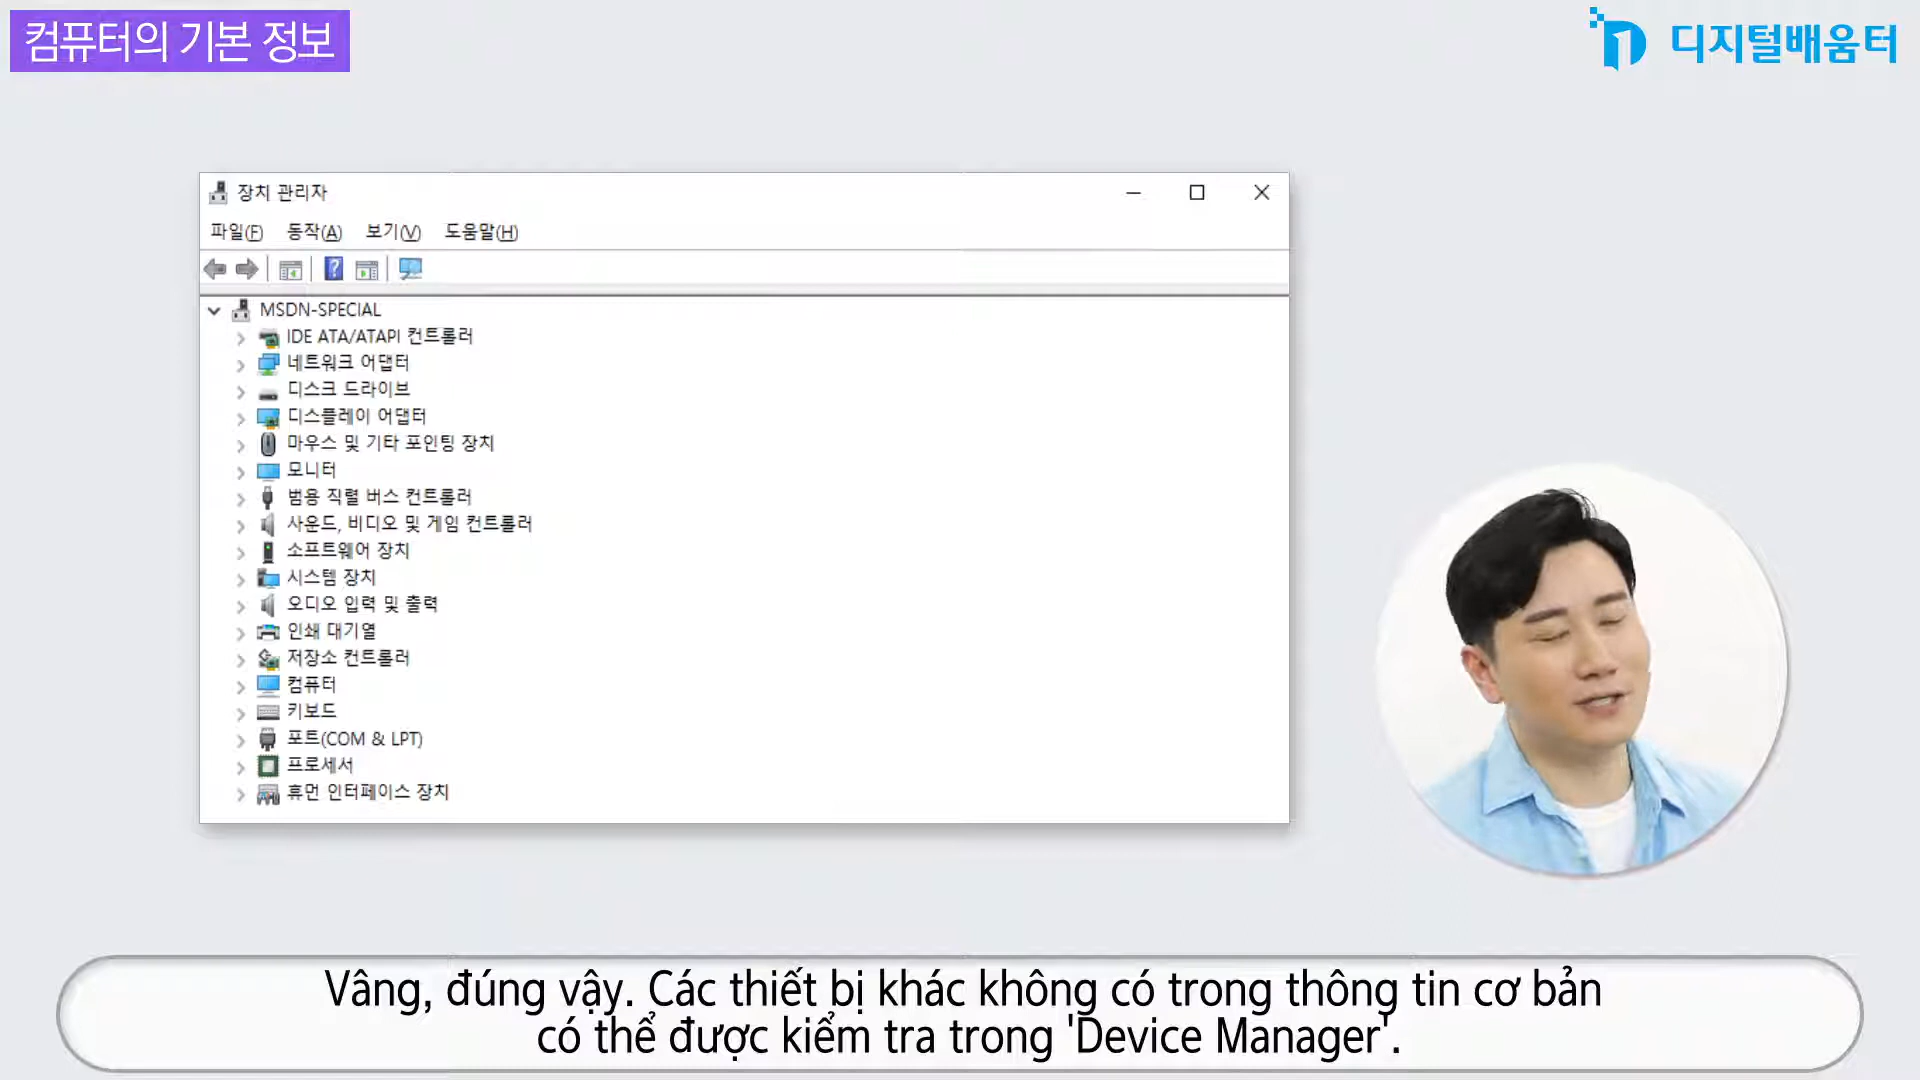 컴퓨터의 기본 정보
디지털배움터
장치 관리자
파일(F) 동작(A) 보기(V) 도움말(H)
MSDN-SPECIAL
IDE ATA/ATAPI 컨트롤러
네트워크 어댑터
디스크 드라이브
디스플레이 어댑터
마우스 및 기타 포인팅 장치
모니터
범용 직렬 버스 컨트롤러
사운드, 비디오 및 게임 컨트롤러
소프트웨어 장치
시스템 장치
오디오 입력 및 출력
인쇄 대기열
저장소 컨트롤러
컴퓨터
키보드
포트(COM & LPT)
프로세서
휴먼 인터페이스 장치
Vâng, đúng vậy. Các thiết bị khác không có trong thông tin cơ bản
có thể được kiểm tra trong 'Device Manager'.